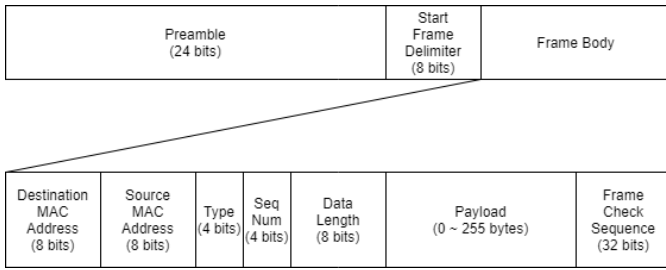 Preamble
(24 bits)
Start
Frame
Delimiter
(8 bits)
Frame Body
Destination
MAC
Address
(8 bits)
Source
MAC
Address
(8 bits)
Type
(4 bits)
Seq
Num
(4 bits)
Data
Length
(8 bits)
Payload
(0 ~ 255 bytes)
Frame
Check
Sequence
(32 bits)